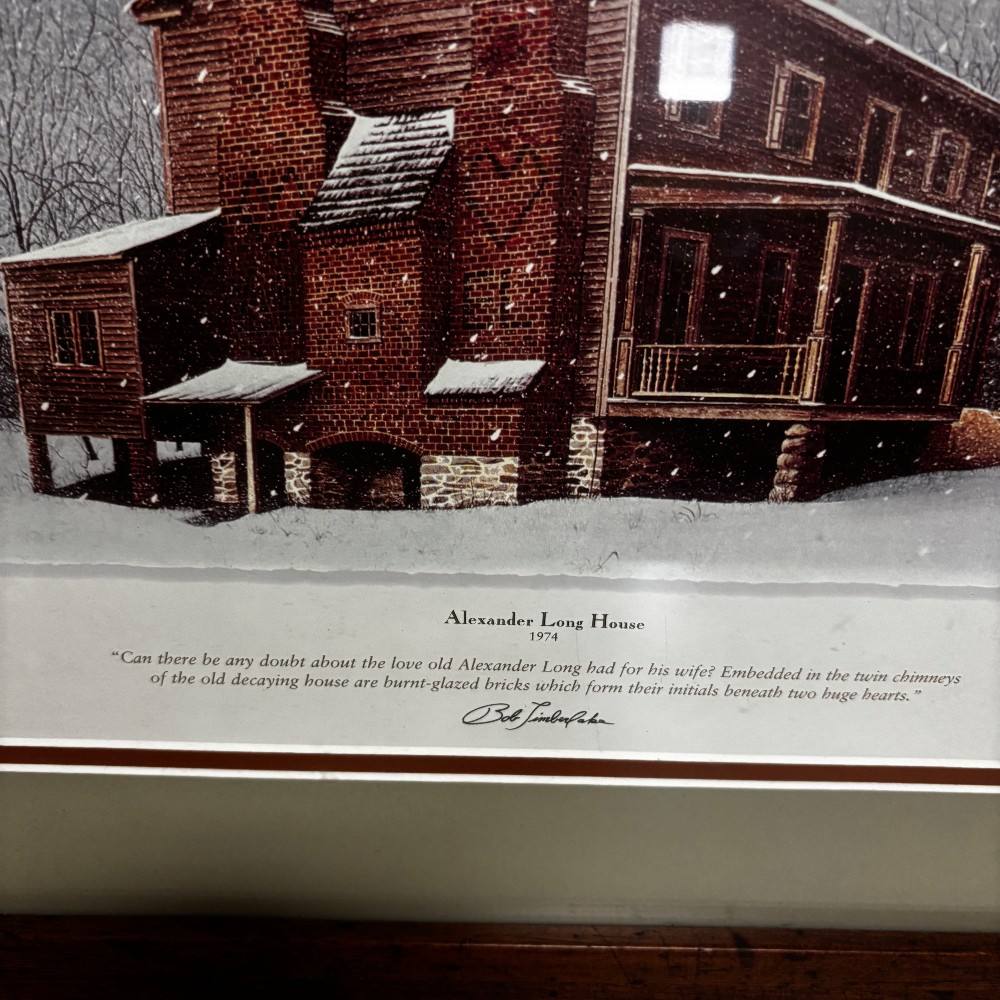 Alexander Long House
1974
“Can there be any doubt about the love old Alexander Long had for his wife? Embedded in the twin chimneys
of the old decaying house are burnt-glazed bricks which form their initials beneath two huge hearts.”
Bob Timberlake